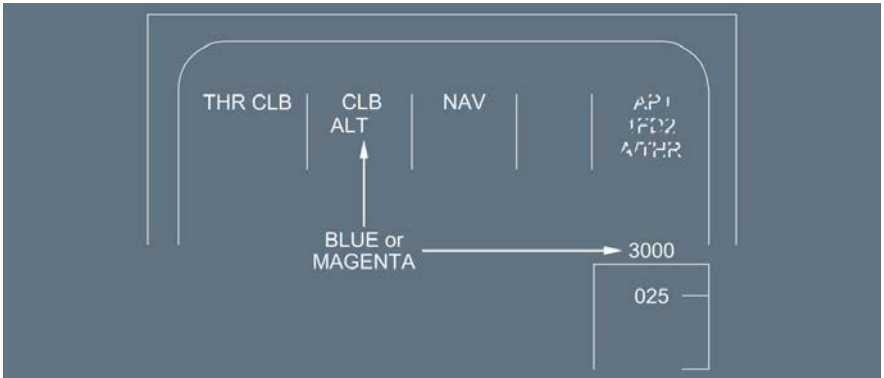 THR CLB CLB NAV AP1
ALT 1FD2
A/THR
BLUE or
MAGENTA
3000
025